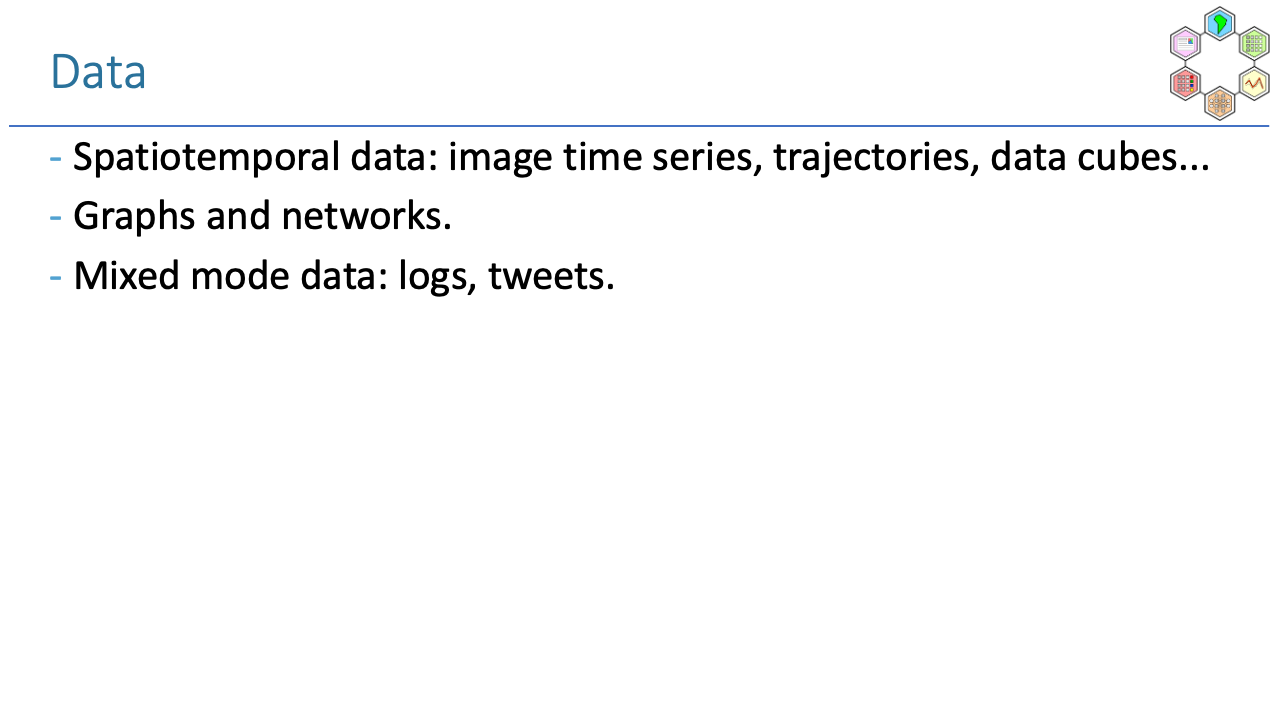 Data
- Spatiotemporal data: image time series, trajectories, data cubes...
- Graphs and networks.
- Mixed mode data: logs, tweets.